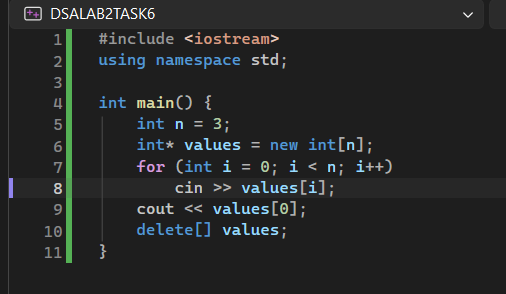 DSALAB2TASK6
1 #include <iostream>
2 using namespace std;
3
4 int main() {
5     int n = 3;
6     int* values = new int[n];
7     for (int i = 0; i < n; i++)
8         cin >> values[i];
9     cout << values[0];
10     delete[] values;
11 }